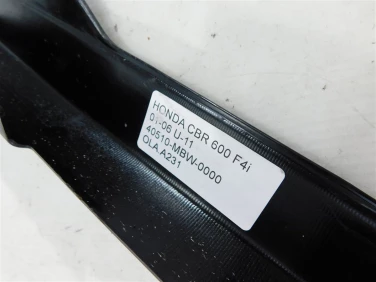 HONDA CBR 600 F4i
01-06 U-11
40510-MBW-0000
OLA A231